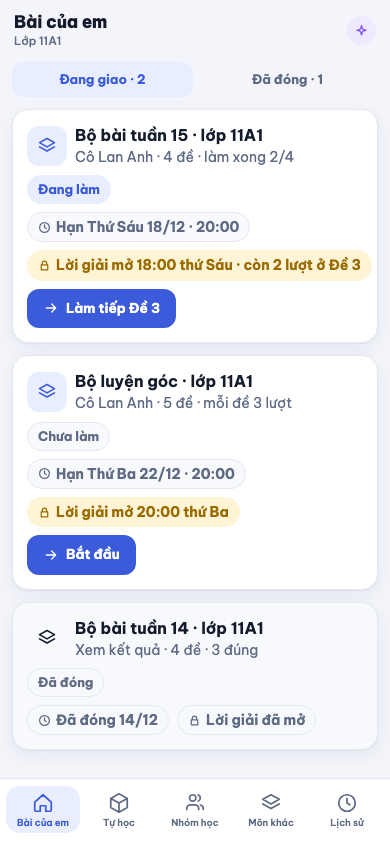 Bài của em
Lớp 11A1
Đang giao · 2
Đã đóng · 1
Bộ bài tuần 15 · lớp 11A1
Cô Lan Anh · 4 đề · làm xong 2/4
Đang làm
Hạn Thứ Sáu 18/12 · 20:00
Lời giải mở 18:00 thứ Sáu · còn 2 lượt ở Đề 3
Làm tiếp Đề 3
Bộ luyện góc · lớp 11A1
Cô Lan Anh · 5 đề · mỗi đề 3 lượt
Chưa làm
Hạn Thứ Ba 22/12 · 20:00
Lời giải mở 20:00 thứ Ba
Bắt đầu
Bộ bài tuần 14 · lớp 11A1
Xem kết quả · 4 đề · 3 đúng
Đã đóng
Đã đóng 14/12
Lời giải đã mở
Bài của em
Tự học
Nhóm học
Môn khác
Lịch sử